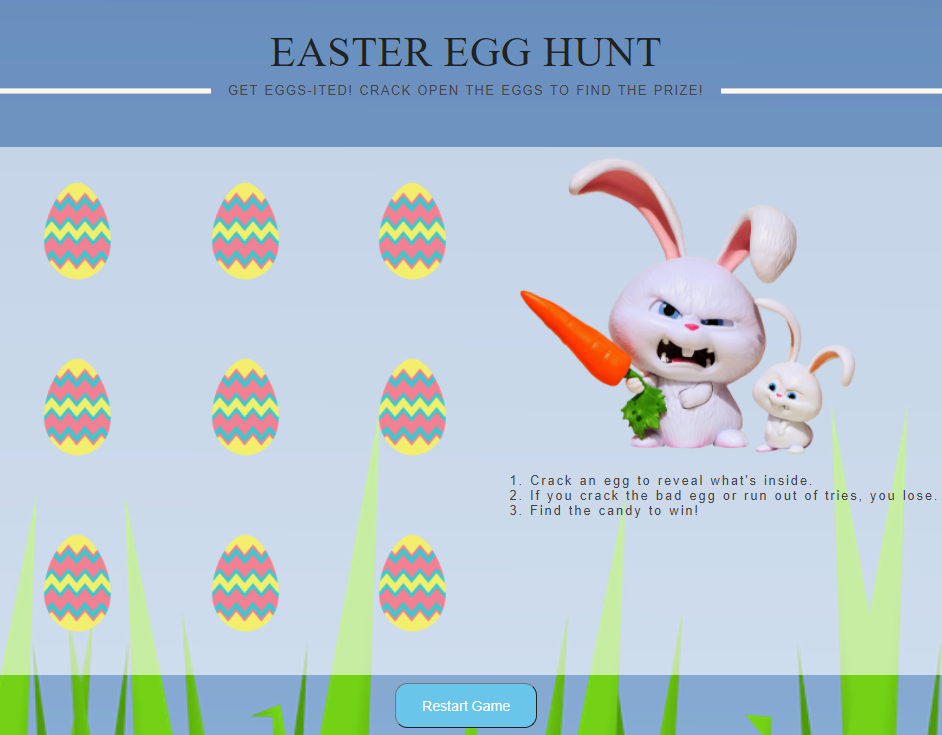 EASTER EGG HUNT
GET EGGS-ITED! CRACK OPEN THE EGGS TO FIND THE PRIZE!
1. Crack an egg to reveal what's inside.
2. If you crack the bad egg or run out of tries, you lose.
3. Find the candy to win!
Restart Game